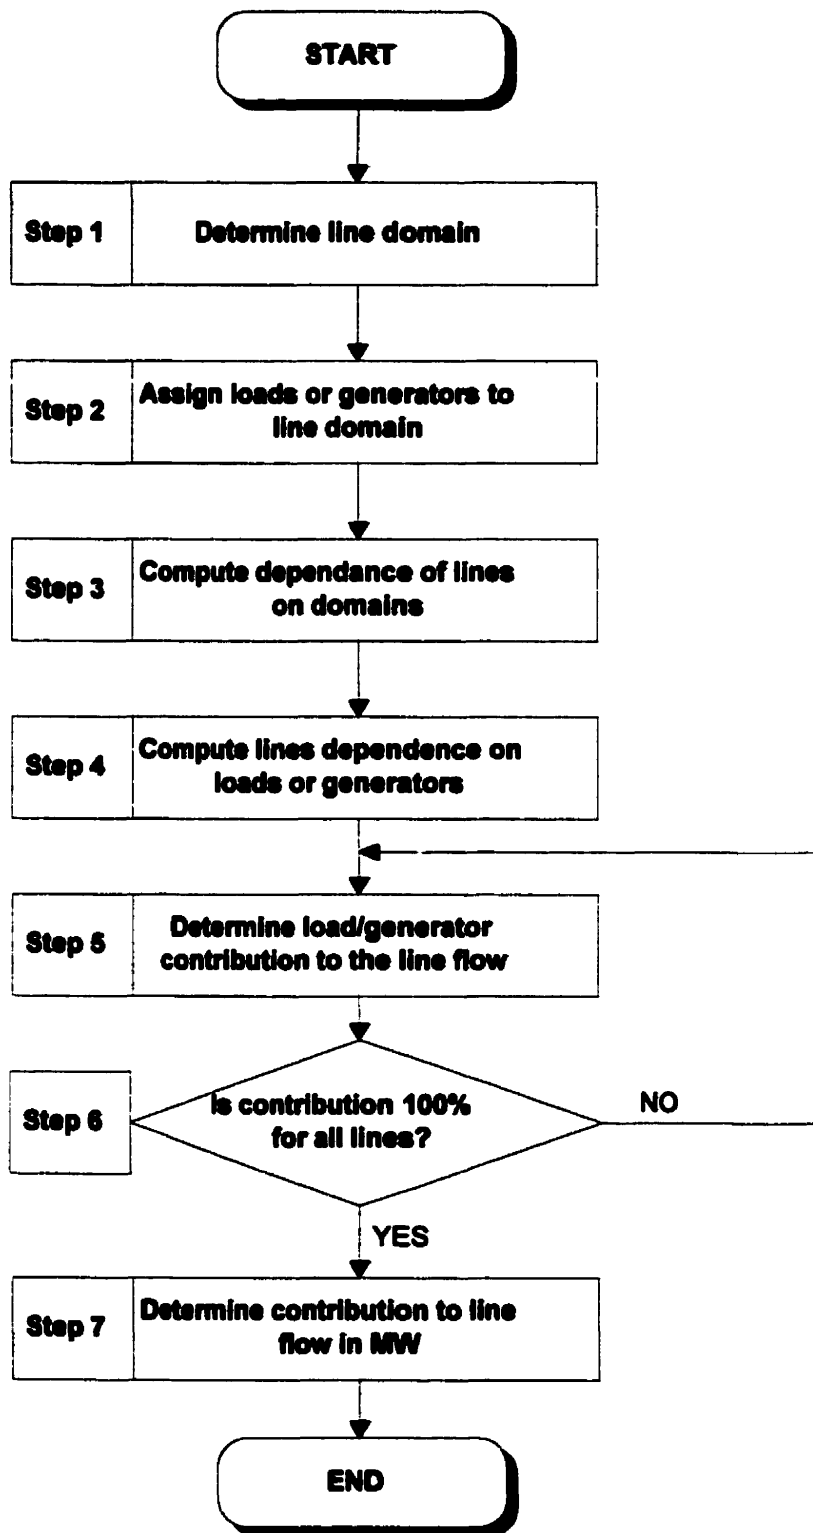 START
Step 1
Determine line domain
Step 2
Assign loads or generators to
line domain
Step 3
Compute dependance of lines
on domains
Step 4
Compute lines dependence on
loads or generators
Step 5
Determine load/generator
contribution to the line flow
Step 6
Is contribution 100%
for all lines?
NO
YES
Step 7
Determine contribution to line
flow in MW
END